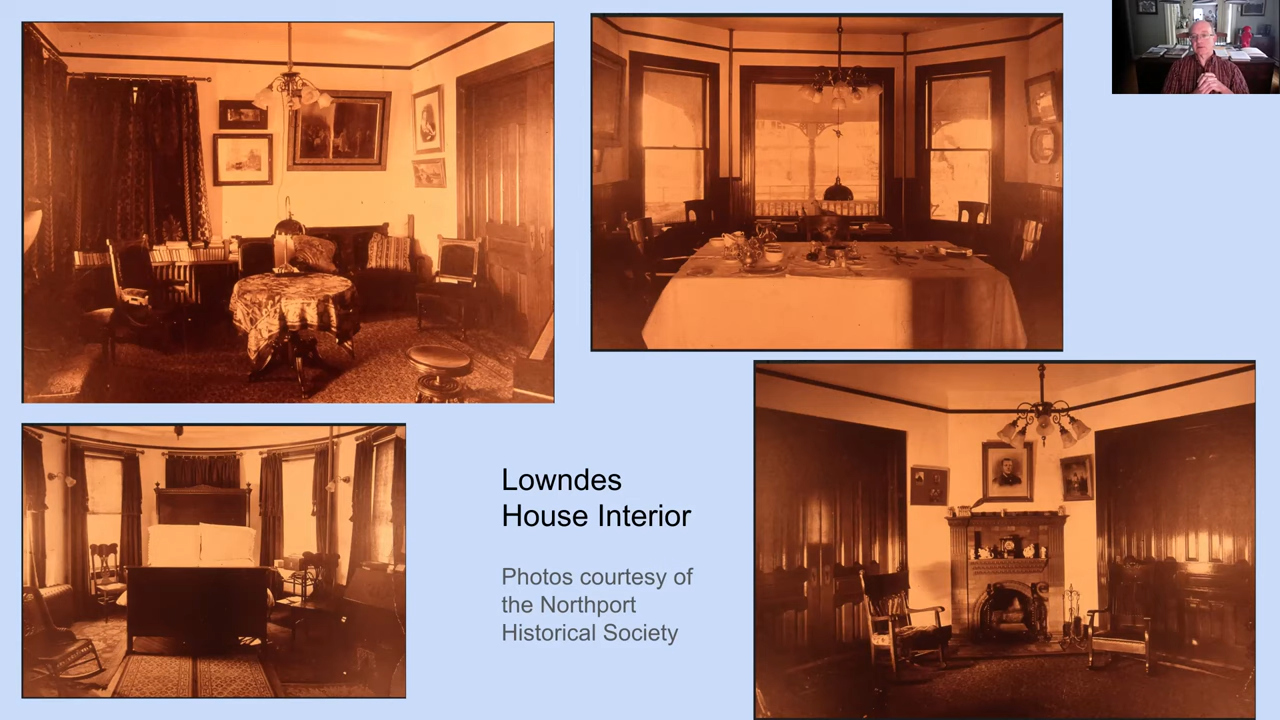 Lowndes
House Interior
Photos courtesy of
the Northport
Historical Society